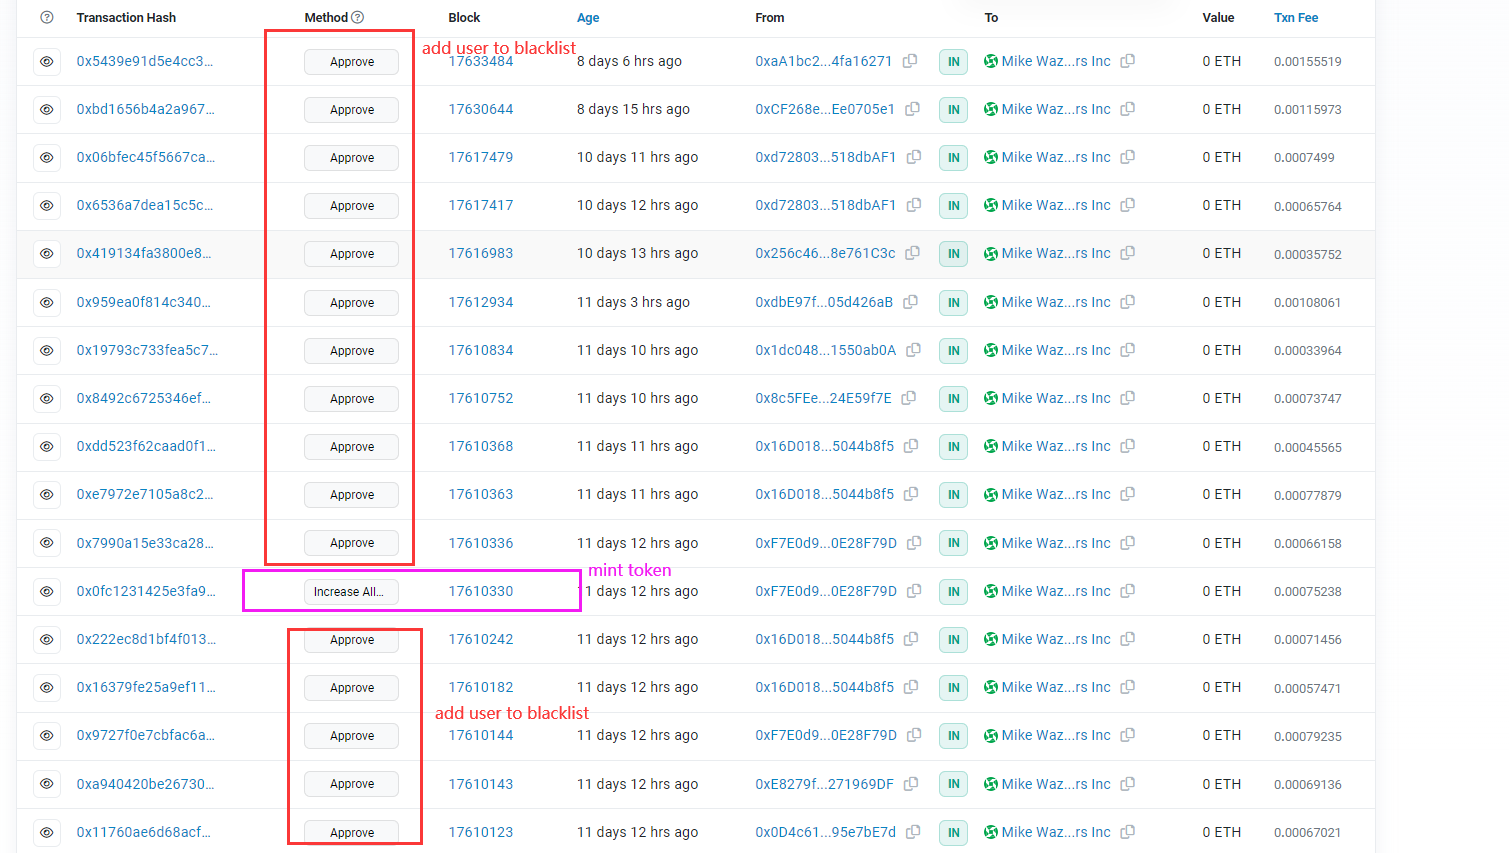 Transaction Hash Method Block Age From To Value Txn Fee
add user to blacklist
0x5439e91d5e4cc3... Approve 17633484 8 days 6 hrs ago 0xaA1bc2...4fa16271 IN Mike Waz...rs Inc 0 ETH 0.00155519
0xbd1656b4a2a967... Approve 17630644 8 days 15 hrs ago 0xCF268e...Ee0705e1 IN Mike Waz...rs Inc 0 ETH 0.00115973
0x06bfec45f5667ca... Approve 17617479 10 days 11 hrs ago 0xd72803...518dbAF1 IN Mike Waz...rs Inc 0 ETH 0.0007499
0x6536a7dea15c5c... Approve 17617417 10 days 12 hrs ago 0xd72803...518dbAF1 IN Mike Waz...rs Inc 0 ETH 0.00065764
0x419134fa3800e8... Approve 17616983 10 days 13 hrs ago 0x256c46...8e761C3c IN Mike Waz...rs Inc 0 ETH 0.00035752
0x959ea0f814c340... Approve 17612934 11 days 3 hrs ago 0xdbE97f...05d426aB IN Mike Waz...rs Inc 0 ETH 0.00108061
0x19793c733fea5c7... Approve 17610834 11 days 10 hrs ago 0x1dc048...1550ab0A IN Mike Waz...rs Inc 0 ETH 0.00033964
0x8492c6725346ef... Approve 17610752 11 days 10 hrs ago 0x8c5FEe...24E59f7E IN Mike Waz...rs Inc 0 ETH 0.00073747
0xdd523f62caad0f1... Approve 17610368 11 days 11 hrs ago 0x16D018...5044b8f5 IN Mike Waz...rs Inc 0 ETH 0.00045565
0xe7972e7105a8c2... Approve 17610363 11 days 11 hrs ago 0x16D018...5044b8f5 IN Mike Waz...rs Inc 0 ETH 0.00077879
0x7990a15e33ca28... Approve 17610336 11 days 12 hrs ago 0xF7E0d9...0E28F79D IN Mike Waz...rs Inc 0 ETH 0.00066158
mint token
0x0fc1231425e3fa9... Increase All... 17610330 11 days 12 hrs ago 0xF7E0d9...0E28F79D IN Mike Waz...rs Inc 0 ETH 0.00075238
0x222ec8d1bf4f013... Approve 17610242 11 days 12 hrs ago 0x16D018...5044b8f5 IN Mike Waz...rs Inc 0 ETH 0.00071456
0x16379fe25a9ef11... Approve 17610182 11 days 12 hrs ago 0x16D018...5044b8f5 IN Mike Waz...rs Inc 0 ETH 0.00057471
add user to blacklist
0x9727f0e7cbfac6a... Approve 17610144 11 days 12 hrs ago 0xF7E0d9...0E28F79D IN Mike Waz...rs Inc 0 ETH 0.00079235
0xa940420be26730... Approve 17610143 11 days 12 hrs ago 0xE8279f...271969DF IN Mike Waz...rs Inc 0 ETH 0.00069136
0x11760ae6d68acf... Approve 17610123 11 days 12 hrs ago 0x0D4c61...95e7bE7d IN Mike Waz...rs Inc 0 ETH 0.00067021